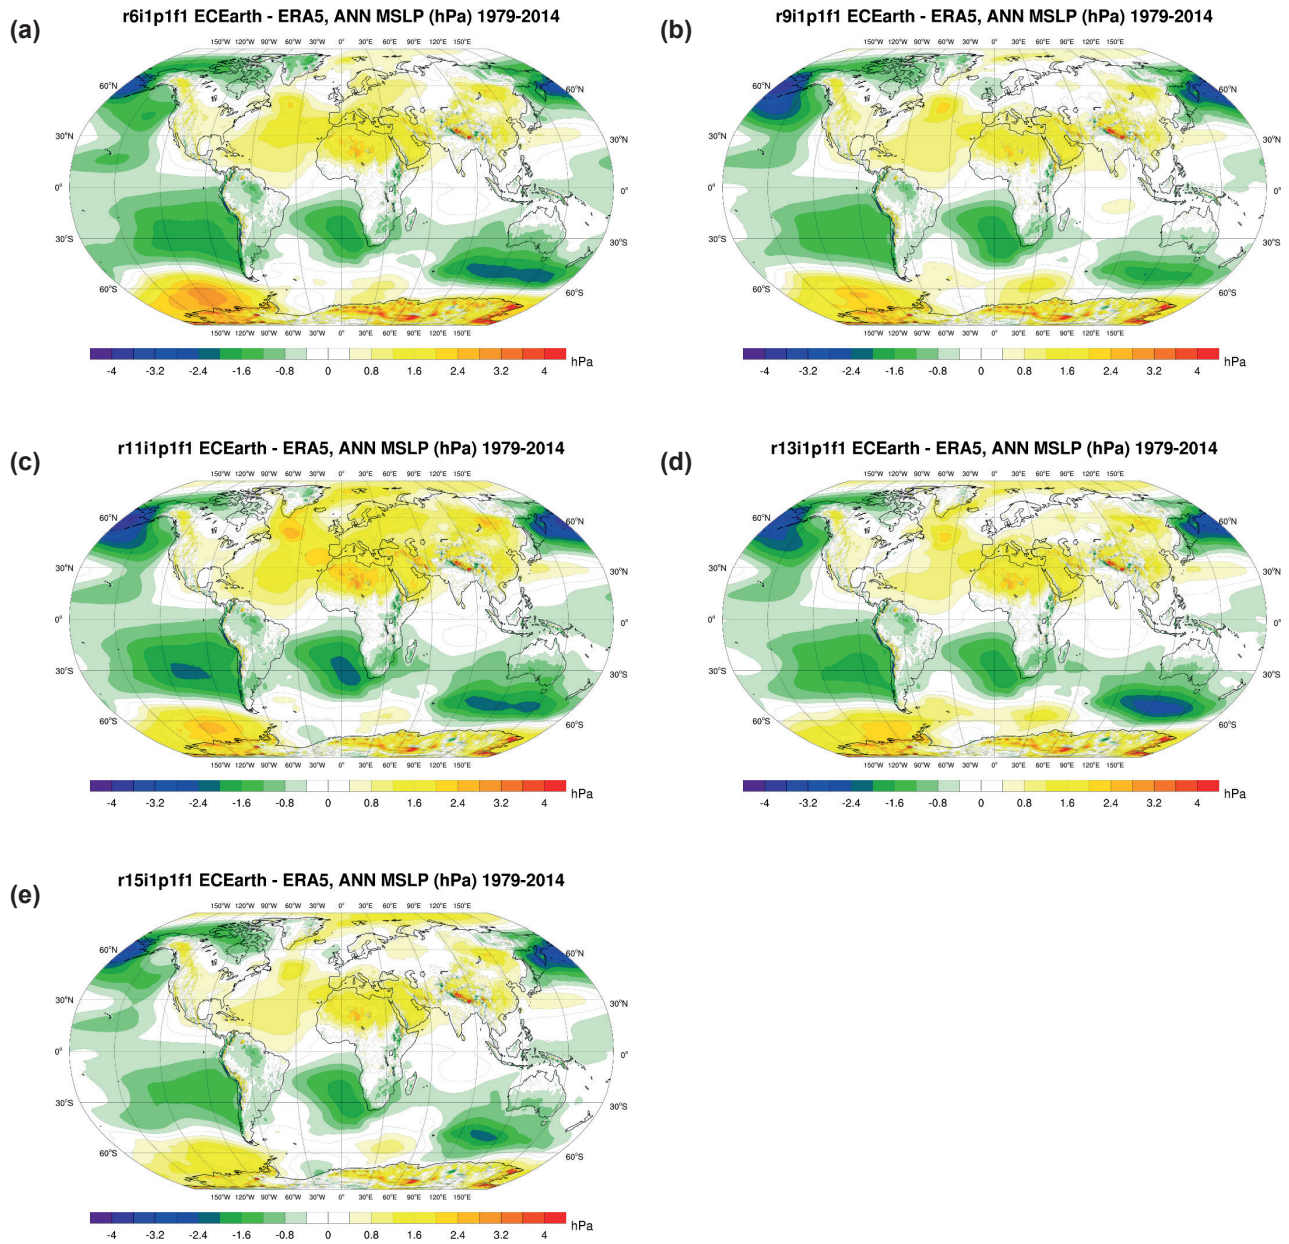 (a)
r6i1p1f1 ECEarth - ERA5, ANN MSLP (hPa) 1979-2014
150°W 120°W 90°W 60°W 30°W 0° 30°E 60°E 90°E 120°E 150°E
60°N 60°N
30°N 30°N
0° 0°
30°S 30°S
60°S 60°S
150°W 120°W 90°W 60°W 30°W 0° 30°E 60°E 90°E 120°E 150°E
-4 -3.2 -2.4 -1.6 -0.8 0 0.8 1.6 2.4 3.2 4 hPa
(b)
r9i1p1f1 ECEarth - ERA5, ANN MSLP (hPa) 1979-2014
150°W 120°W 90°W 60°W 30°W 0° 30°E 60°E 90°E 120°E 150°E
60°N 60°N
30°N 30°N
0° 0°
30°S 30°S
60°S 60°S
150°W 120°W 90°W 60°W 30°W 0° 30°E 60°E 90°E 120°E 150°E
-4 -3.2 -2.4 -1.6 -0.8 0 0.8 1.6 2.4 3.2 4 hPa
(c)
r11i1p1f1 ECEarth - ERA5, ANN MSLP (hPa) 1979-2014
150°W 120°W 90°W 60°W 30°W 0° 30°E 60°E 90°E 120°E 150°E
60°N 60°N
30°N 30°N
0° 0°
30°S 30°S
60°S 60°S
150°W 120°W 90°W 60°W 30°W 0° 30°E 60°E 90°E 120°E 150°E
-4 -3.2 -2.4 -1.6 -0.8 0 0.8 1.6 2.4 3.2 4 hPa
(d)
r13i1p1f1 ECEarth - ERA5, ANN MSLP (hPa) 1979-2014
150°W 120°W 90°W 60°W 30°W 0° 30°E 60°E 90°E 120°E 150°E
60°N 60°N
30°N 30°N
0° 0°
30°S 30°S
60°S 60°S
150°W 120°W 90°W 60°W 30°W 0° 30°E 60°E 90°E 120°E 150°E
-4 -3.2 -2.4 -1.6 -0.8 0 0.8 1.6 2.4 3.2 4 hPa
(e)
r15i1p1f1 ECEarth - ERA5, ANN MSLP (hPa) 1979-2014
150°W 120°W 90°W 60°W 30°W 0° 30°E 60°E 90°E 120°E 150°E
60°N 60°N
30°N 30°N
0° 0°
30°S 30°S
60°S 60°S
150°W 120°W 90°W 60°W 30°W 0° 30°E 60°E 90°E 120°E 150°E
-4 -3.2 -2.4 -1.6 -0.8 0 0.8 1.6 2.4 3.2 4 hPa